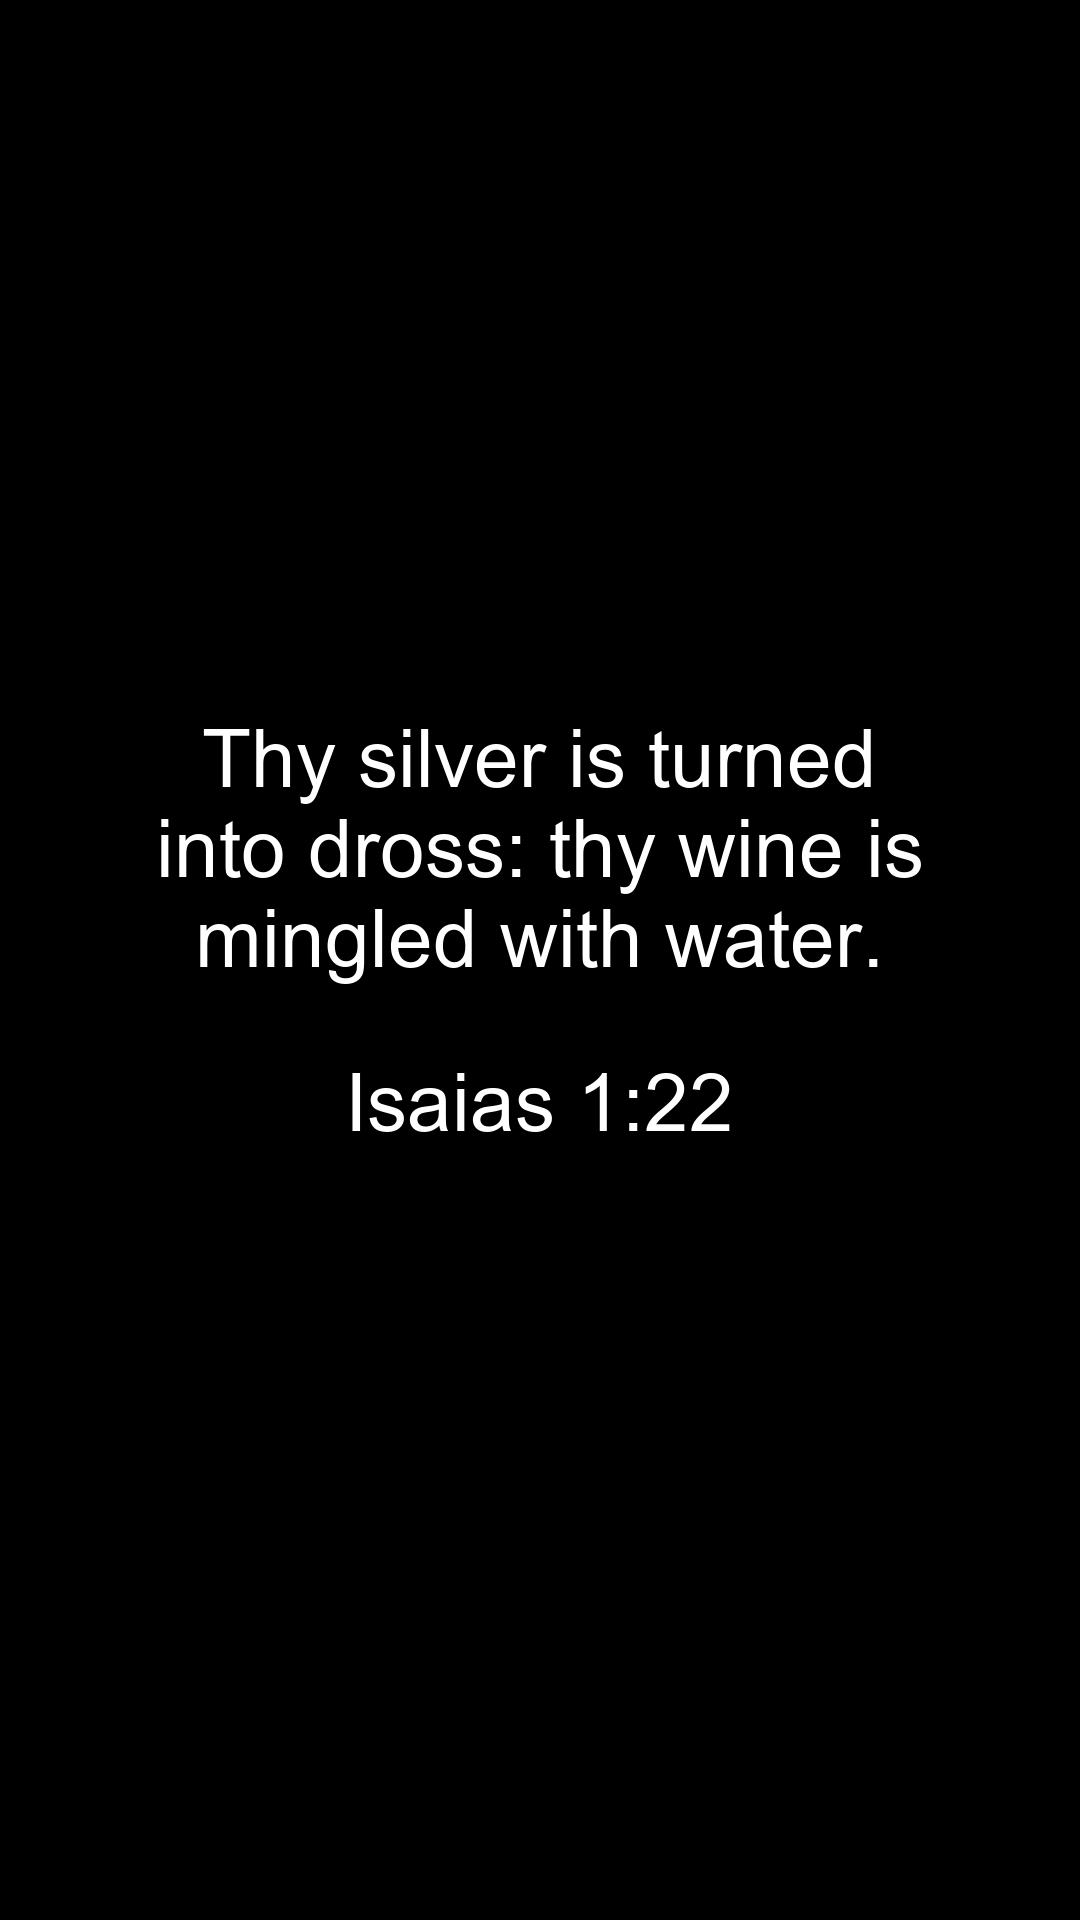 Thy silver is turned
into dross: thy wine is
mingled with water.
Isaias 1:22